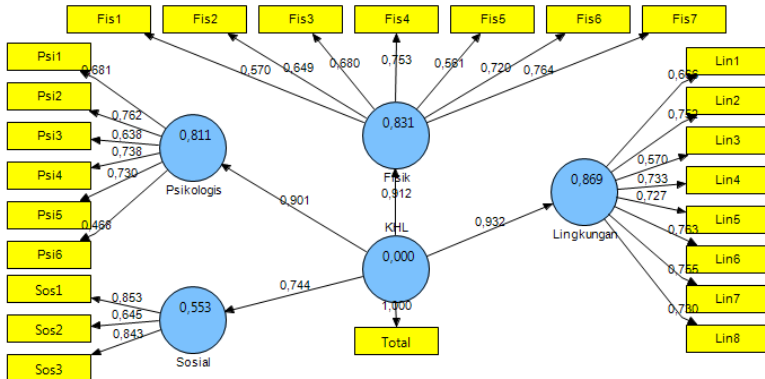 Fis1
Fis2
Fis3
Fis4
Fis5
Fis6
Fis7
0,570
0,649
0,680
0,753
0,561
0,720
0,764
Psi1
Psi2
Psi3
Psi4
Psi5
Psi6
0,681
0,762
0,638
0,738
0,730
0,466
0,811
Psikologis
0,831
Fisik
0,912
0,901
KHL
0,000
1,000
Total
0,932
0,869
Lingkungan
Lin1
Lin2
Lin3
Lin4
Lin5
Lin6
Lin7
Lin8
0,570
0,733
0,727
0,763
0,755
0,730
0,744
0,553
Sosial
Sos1
Sos2
Sos3
0,853
0,645
0,843